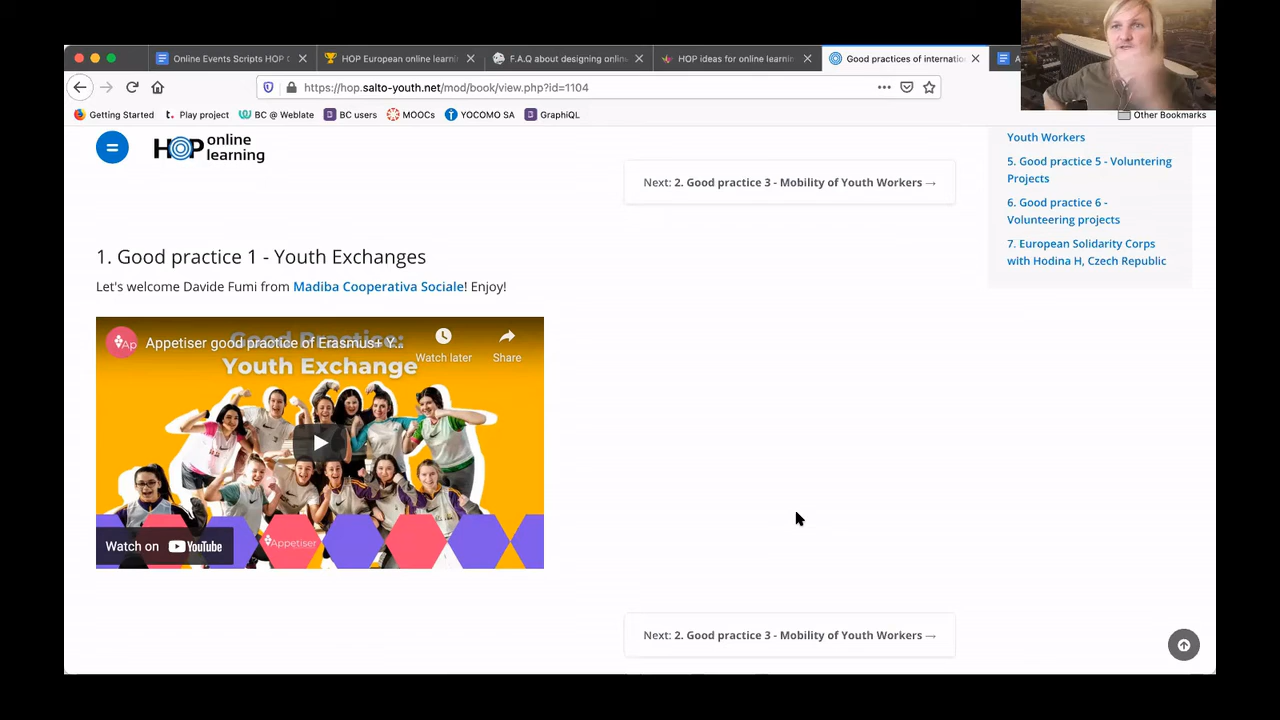 Online Events Scripts HOP
HOP European online learni
F.A.Q about designing online
HOP ideas for online learnin
Good practices of internatio
A
https://hop.salto-youth.net/mod/book/view.php?id=1104
Getting Started
Play project
BC @ Weblate
BC users
MOOCs
YOCOMO SA
GraphiQL
Other Bookmarks
HOP online
learning
Youth Workers
5. Good practice 5 - Voluntering
Projects
6. Good practice 6 -
Volunteering projects
7. European Solidarity Corps
with Hodina H, Czech Republic
Next: 2. Good practice 3 - Mobility of Youth Workers →
1. Good practice 1 - Youth Exchanges
Let's welcome Davide Fumi from Madiba Cooperativa Sociale! Enjoy!
Ap
Appetiser good practice of Erasmus+ Y...
Good Practice:
Youth Exchange
Watch later
Share
Watch on YouTube
Appetiser
Next: 2. Good practice 3 - Mobility of Youth Workers →